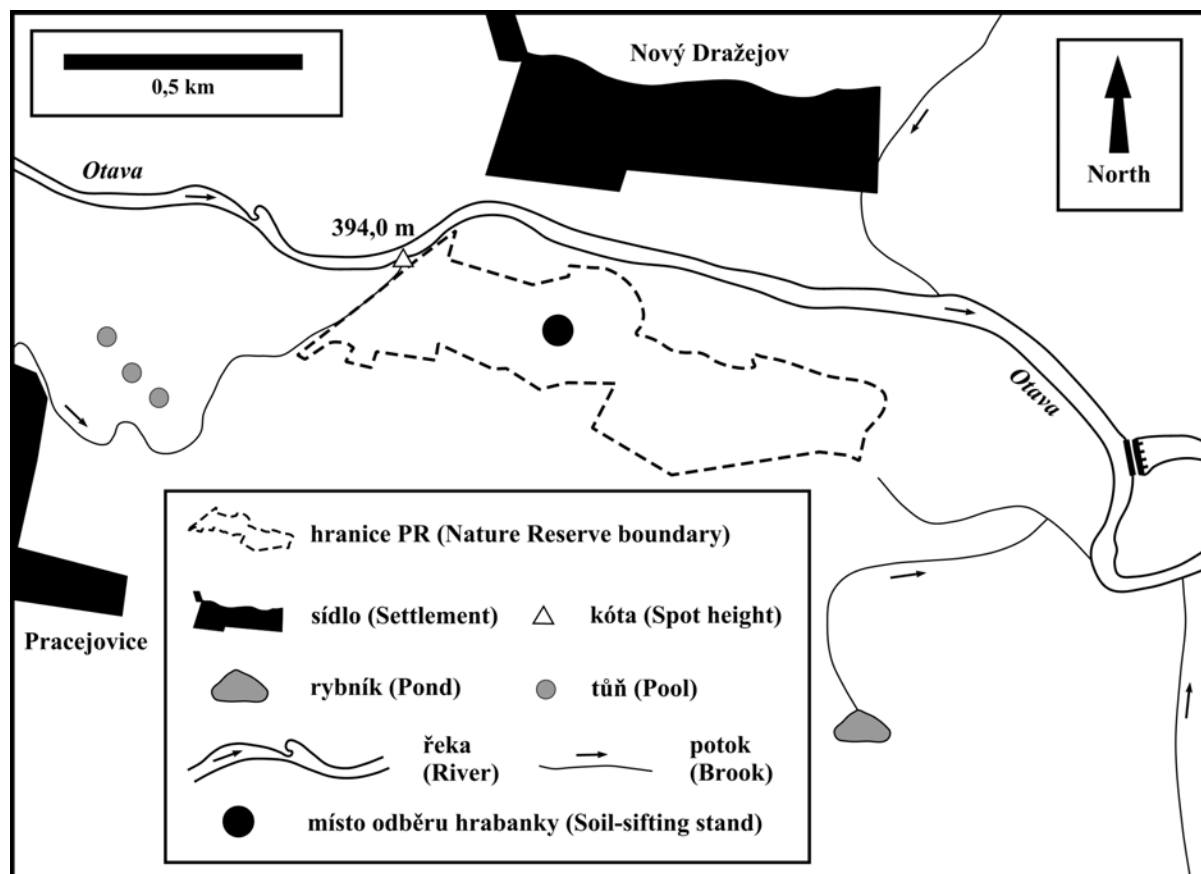 0,5 km
Nový Dražejov
North
Otava
394,0 m
Otava
Pracejovice
hranice PR (Nature Reserve boundary)
sídlo (Settlement)
kóta (Spot height)
rybník (Pond)
tůň (Pool)
řeka
(River)
potok
(Brook)
místo odběru hrabanky (Soil-sifting stand)